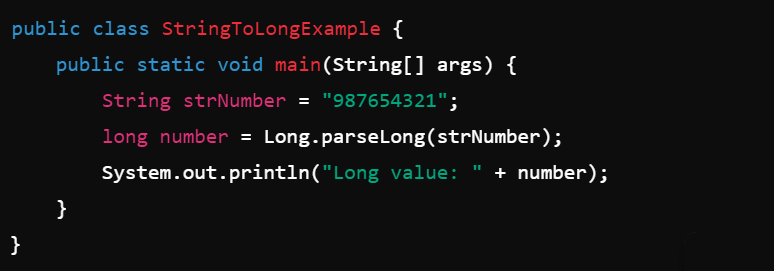 public class StringToLongExample {
    public static void main(String[] args) {
        String strNumber = "987654321";
        long number = Long.parseLong(strNumber);
        System.out.println("Long value: " + number);
    }
}